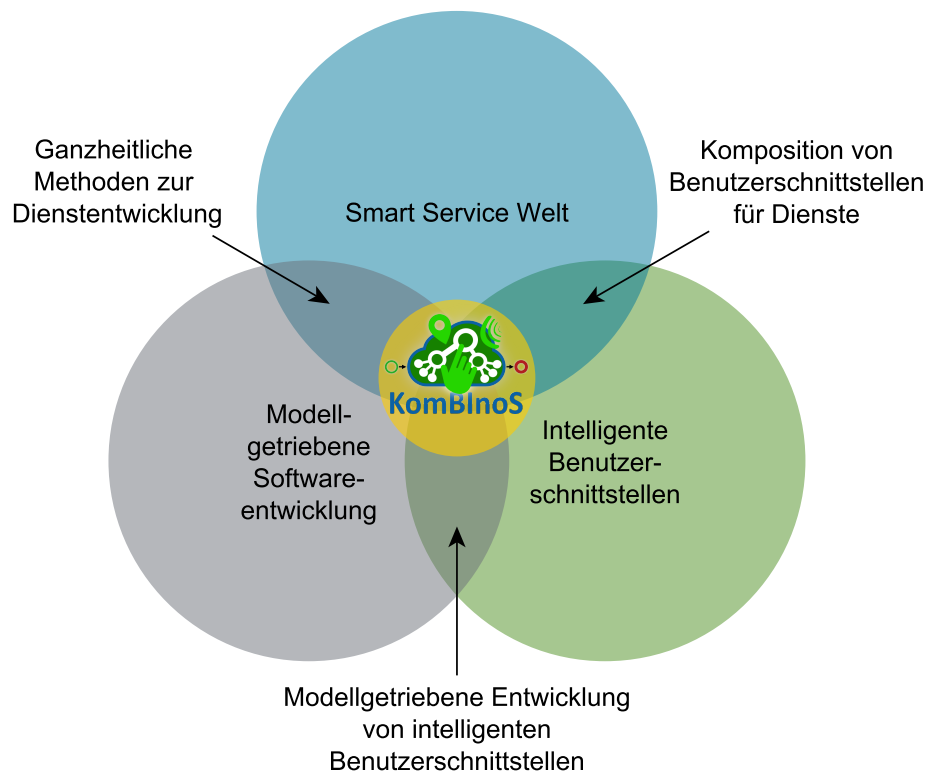 Ganzheitliche
Methoden zur
Dienstentwicklung
Komposition von
Benutzerschnittstellen
für Dienste
Smart Service Welt
KomBInoS
Modell-
getriebene
Software-
entwicklung
Intelligente
Benutzer-
schnittstellen
Modellgetriebene Entwicklung
von intelligenten
Benutzerschnittstellen